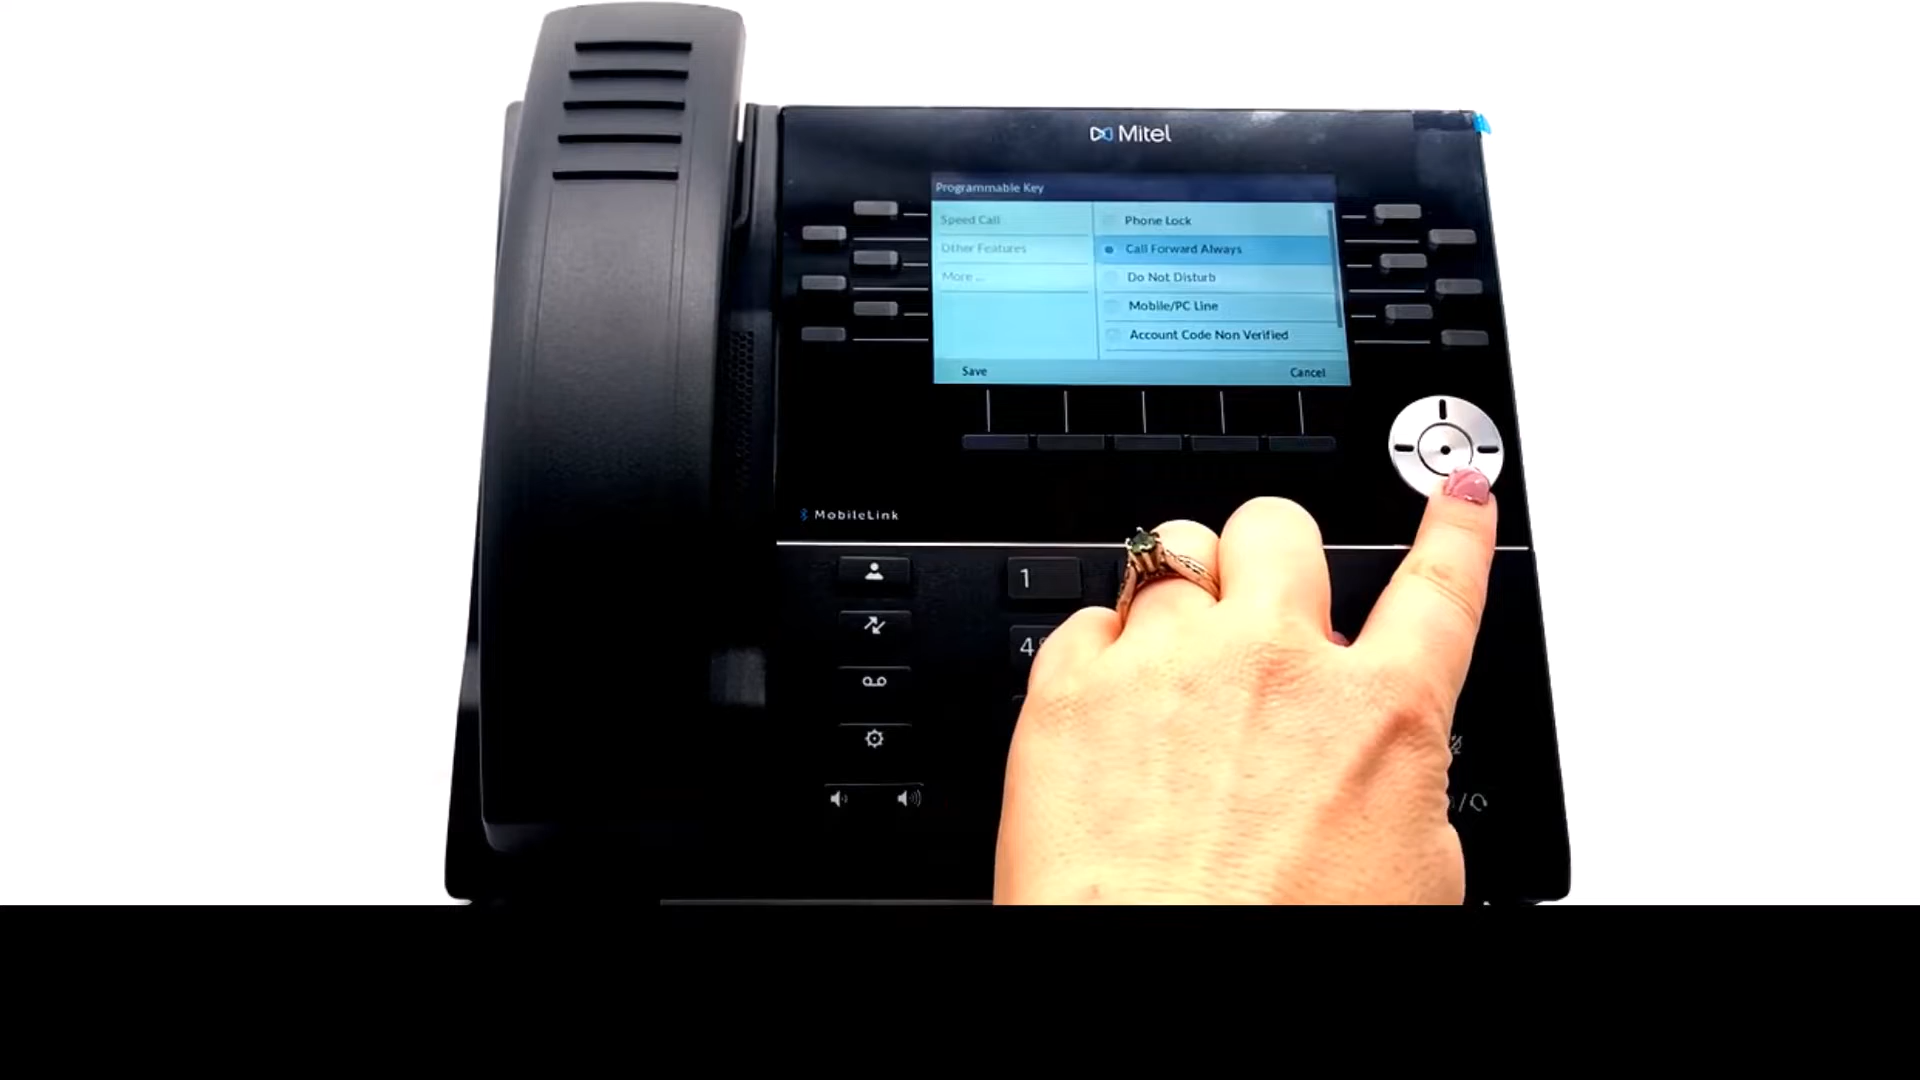 Mitel
Programmable Key
Speed Call
Other Features
More ...
Phone Lock
Call Forward Always
Do Not Disturb
Mobile/PC Line
Account Code Non Verified
Save
Cancel
MobileLink
1
4